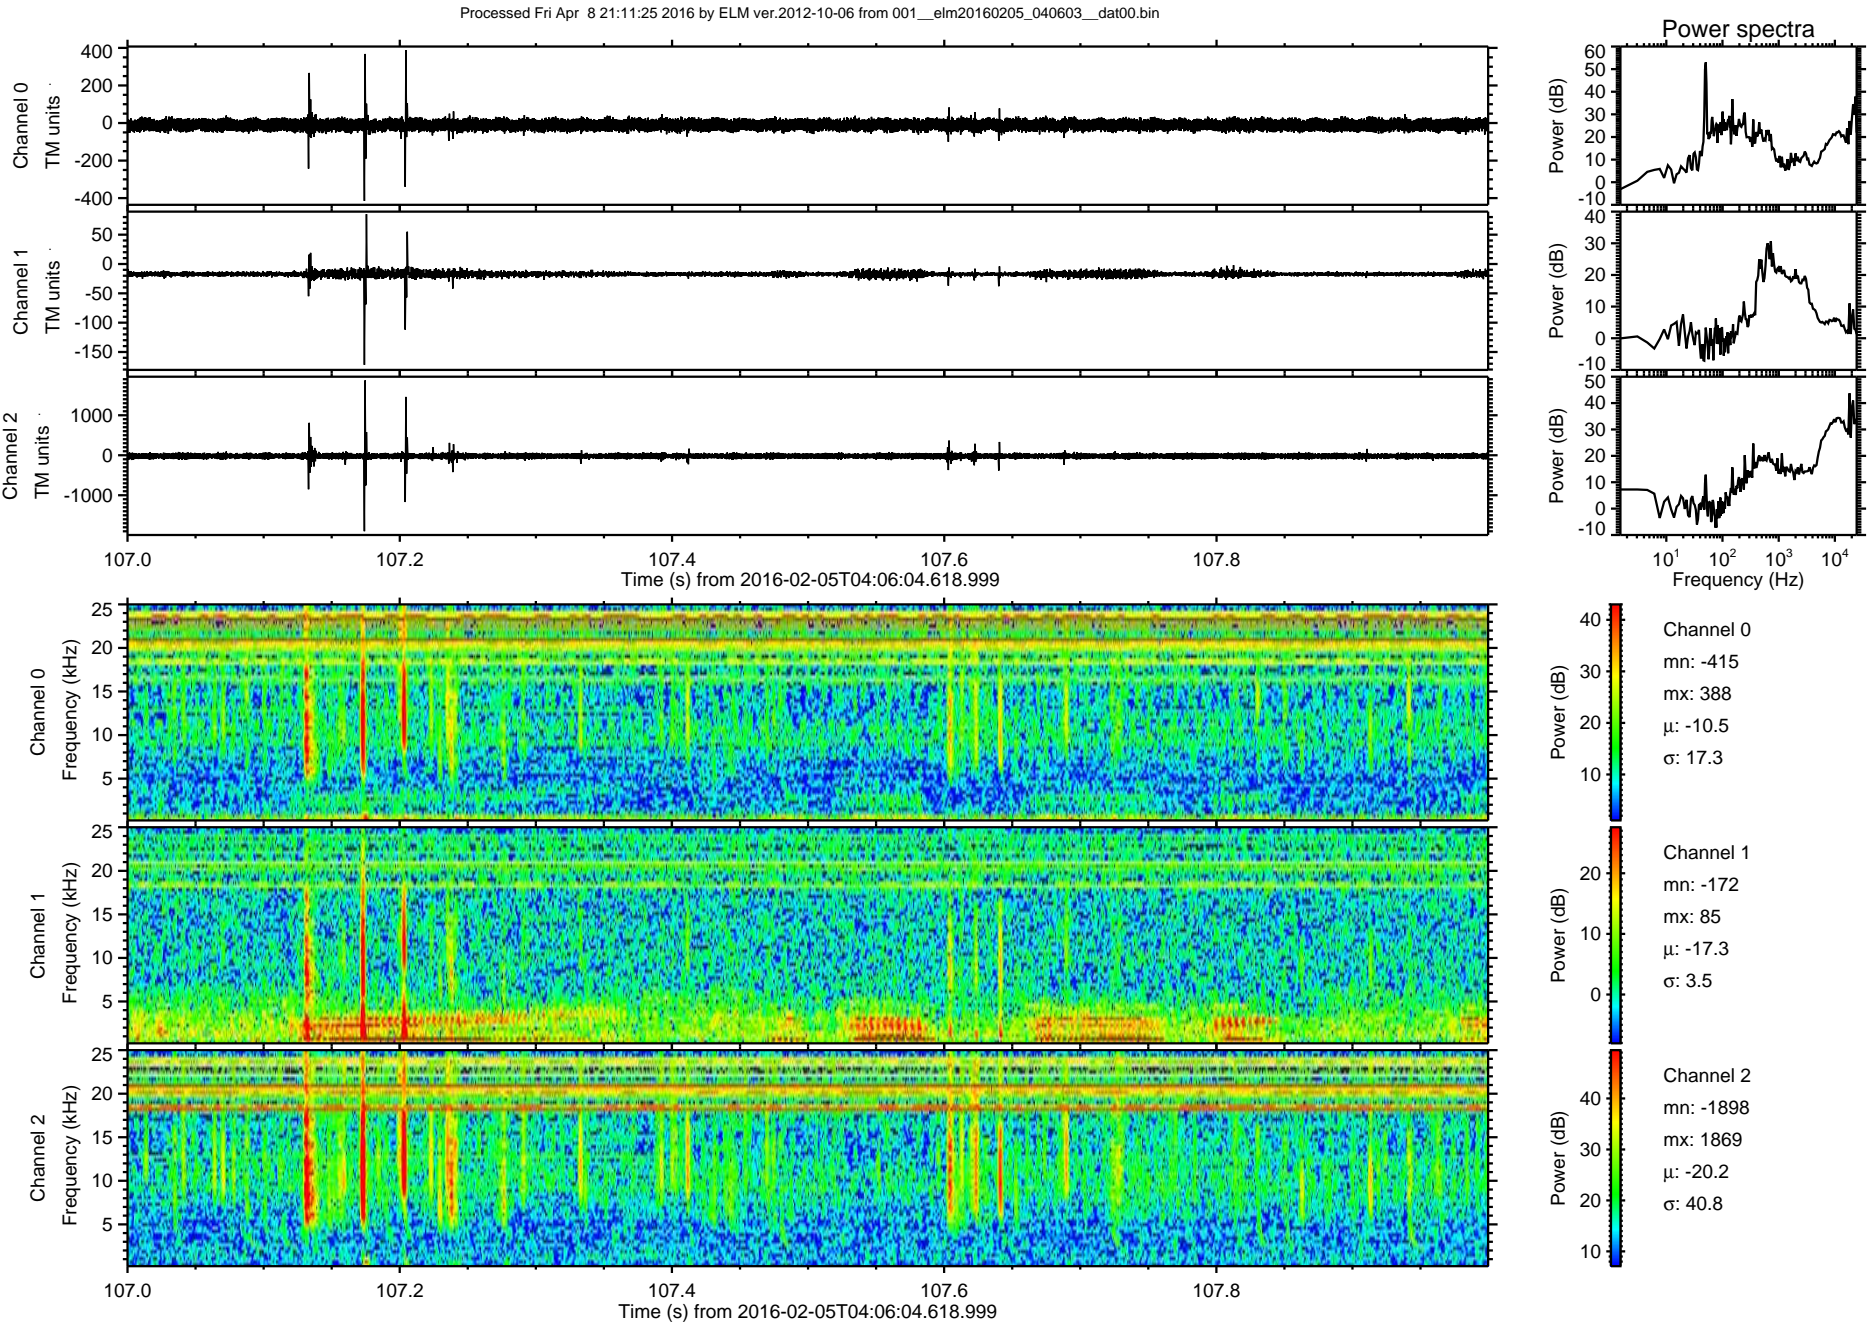 Processed Fri Apr  8 21:11:25 2016 by ELM ver.2012-10-06 from 001__elm20160205_040603__dat00.bin
Power spectra
Channel 0
TM units
400
200
0
-200
-400
Power (dB)
60
50
40
30
20
10
0
-10
Channel 1
TM units
50
0
-50
-100
-150
Power (dB)
40
30
20
10
0
-10
Channel 2
TM units
1000
0
-1000
Power (dB)
50
40
30
20
10
0
-10
107.0 107.2 107.4 107.6 107.8
Time (s) from 2016-02-05T04:06:04.618.999
10¹ 10² 10³ 10⁴
Frequency (Hz)
Channel 0
Frequency (kHz)
25
20
15
10
5
Power (dB)
40
30
20
10
Channel 0
mn: -415
mx: 388
μ: -10.5
σ: 17.3
Channel 1
Frequency (kHz)
25
20
15
10
5
Power (dB)
20
10
0
Channel 1
mn: -172
mx: 85
μ: -17.3
σ: 3.5
Channel 2
Frequency (kHz)
25
20
15
10
5
Power (dB)
40
30
20
10
Channel 2
mn: -1898
mx: 1869
μ: -20.2
σ: 40.8
107.0 107.2 107.4 107.6 107.8
Time (s) from 2016-02-05T04:06:04.618.999